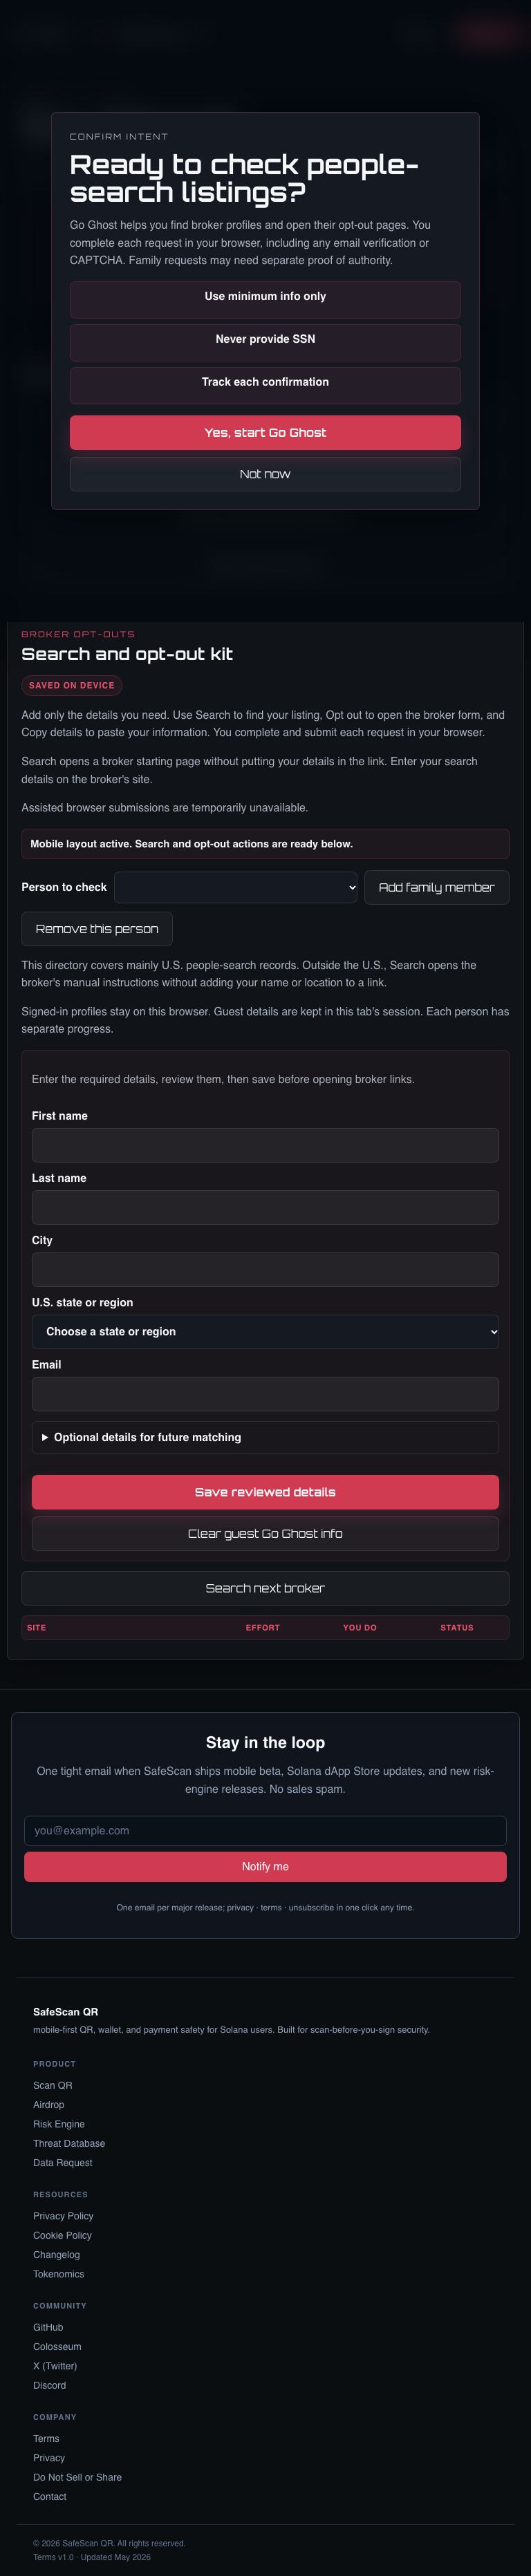 CONFIRM INTENT
Ready to check people-
search listings?
Go Ghost helps you find broker profiles and open their opt-out pages. You
complete each request in your browser, including any email verification or
CAPTCHA. Family requests may need separate proof of authority.
Use minimum info only
Never provide SSN
Track each confirmation
Yes, start Go Ghost
Not now
BROKER OPT-OUTS
Search and opt-out kit
SAVED ON DEVICE
Add only the details you need. Use Search to find your listing, Opt out to open the broker form, and
Copy details to paste your information. You complete and submit each request in your browser.
Search opens a broker starting page without putting your details in the link. Enter your search
details on the broker's site.
Assisted browser submissions are temporarily unavailable.
Mobile layout active. Search and opt-out actions are ready below.
Person to check
Add family member
Remove this person
This directory covers mainly U.S. people-search records. Outside the U.S., Search opens the
broker's manual instructions without adding your name or location to a link.
Signed-in profiles stay on this browser. Guest details are kept in this tab's session. Each person has
separate progress.
Enter the required details, review them, then save before opening broker links.
First name
Last name
City
U.S. state or region
Choose a state or region
Email
Optional details for future matching
Save reviewed details
Clear guest Go Ghost info
Search next broker
SITE EFFORT YOU DO STATUS
Stay in the loop
One tight email when SafeScan ships mobile beta, Solana dApp Store updates, and new risk-
engine releases. No sales spam.
you@example.com
Notify me
One email per major release; privacy · terms · unsubscribe in one click any time.
SafeScan QR
mobile-first QR, wallet, and payment safety for Solana users. Built for scan-before-you-sign security.
PRODUCT
Scan QR
Airdrop
Risk Engine
Threat Database
Data Request
RESOURCES
Privacy Policy
Cookie Policy
Changelog
Tokenomics
COMMUNITY
GitHub
Colosseum
X (Twitter)
Discord
COMPANY
Terms
Privacy
Do Not Sell or Share
Contact
© 2026 SafeScan QR. All rights reserved.
Terms v1.0 · Updated May 2026